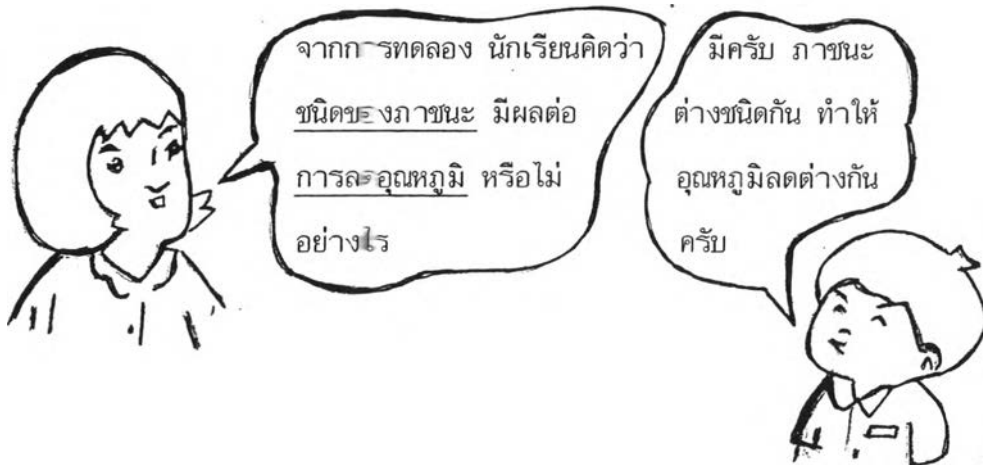 จากการทดลอง นักเรียนคิดว่า
ชนิดของภาชนะ มีผลต่อ
การลดอุณหภูมิ หรือไม่
อย่างไร
มีครับ ภาชนะ
ต่างชนิดกัน ทำให้
อุณหภูมิลดต่างกัน
ครับ